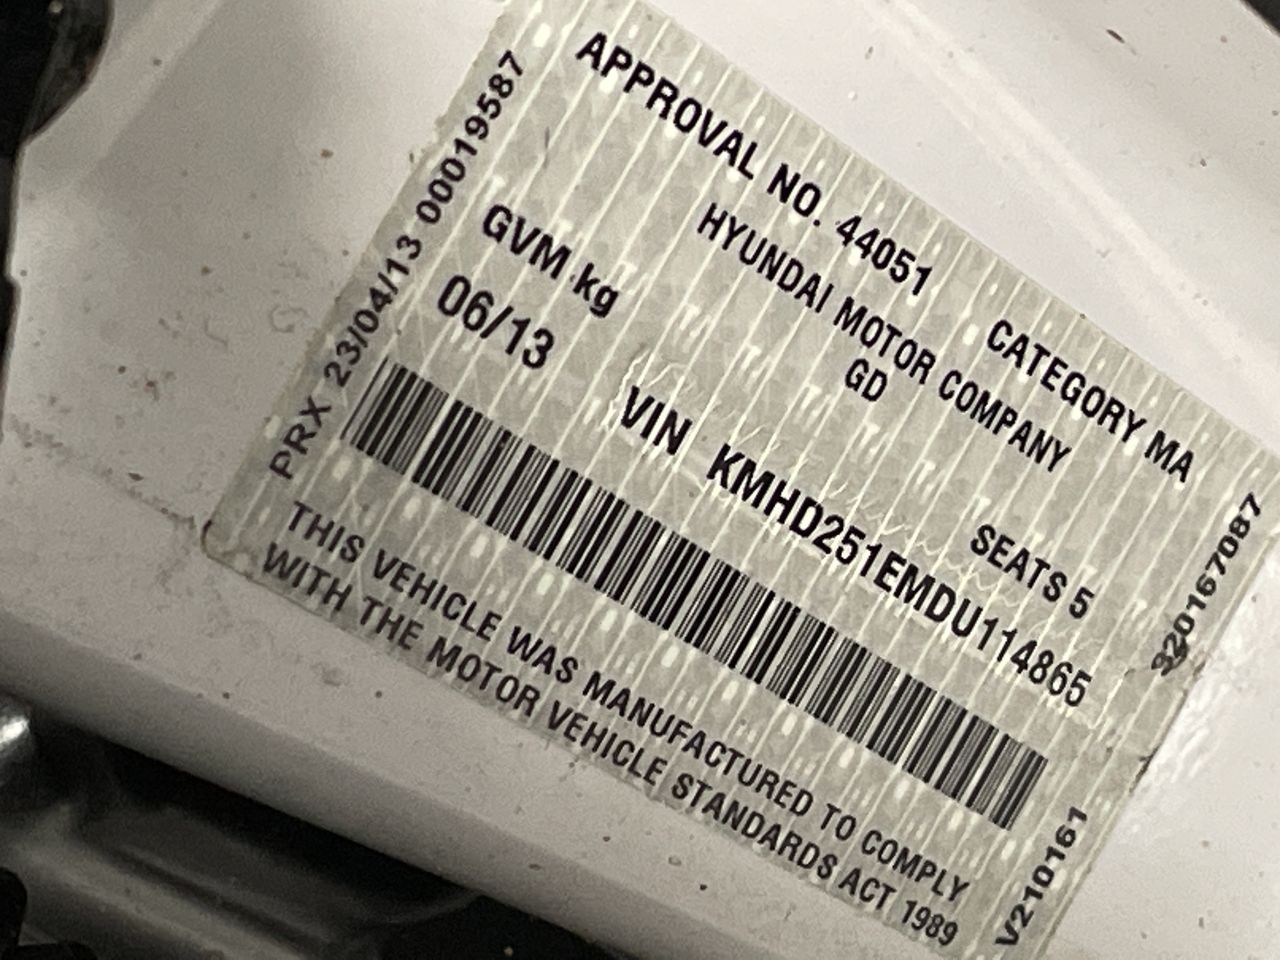 APPROVAL NO. 44051 CATEGORY MA
HYUNDAI MOTOR COMPANY
GD
GVM kg SEATS 5
06/13 VIN KMHD251EMDU114865
THIS VEHICLE WAS MANUFACTURED TO COMPLY
WITH THE MOTOR VEHICLE STANDARDS ACT 1989
PRX 23/04/13 00019587
V210161 320167087